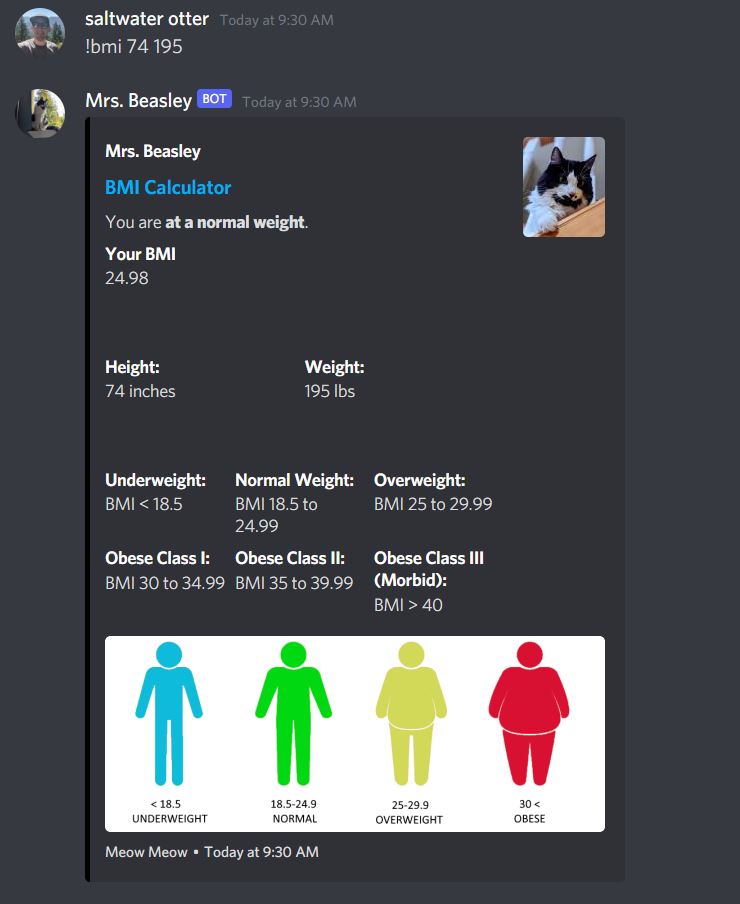 saltwater otter Today at 9:30 AM
!bmi 74 195
Mrs. Beasley BOT Today at 9:30 AM
Mrs. Beasley
BMI Calculator
You are at a normal weight.
Your BMI
24.98
Height: Weight:
74 inches 195 lbs
Underweight: Normal Weight: Overweight:
BMI < 18.5 BMI 18.5 to BMI 25 to 29.99
24.99
Obese Class I: Obese Class II: Obese Class III
BMI 30 to 34.99 BMI 35 to 39.99 (Morbid):
BMI > 40
< 18.5 18.5-24.9 25-29.9 30 <
UNDERWEIGHT NORMAL OVERWEIGHT OBESE
Meow Meow • Today at 9:30 AM